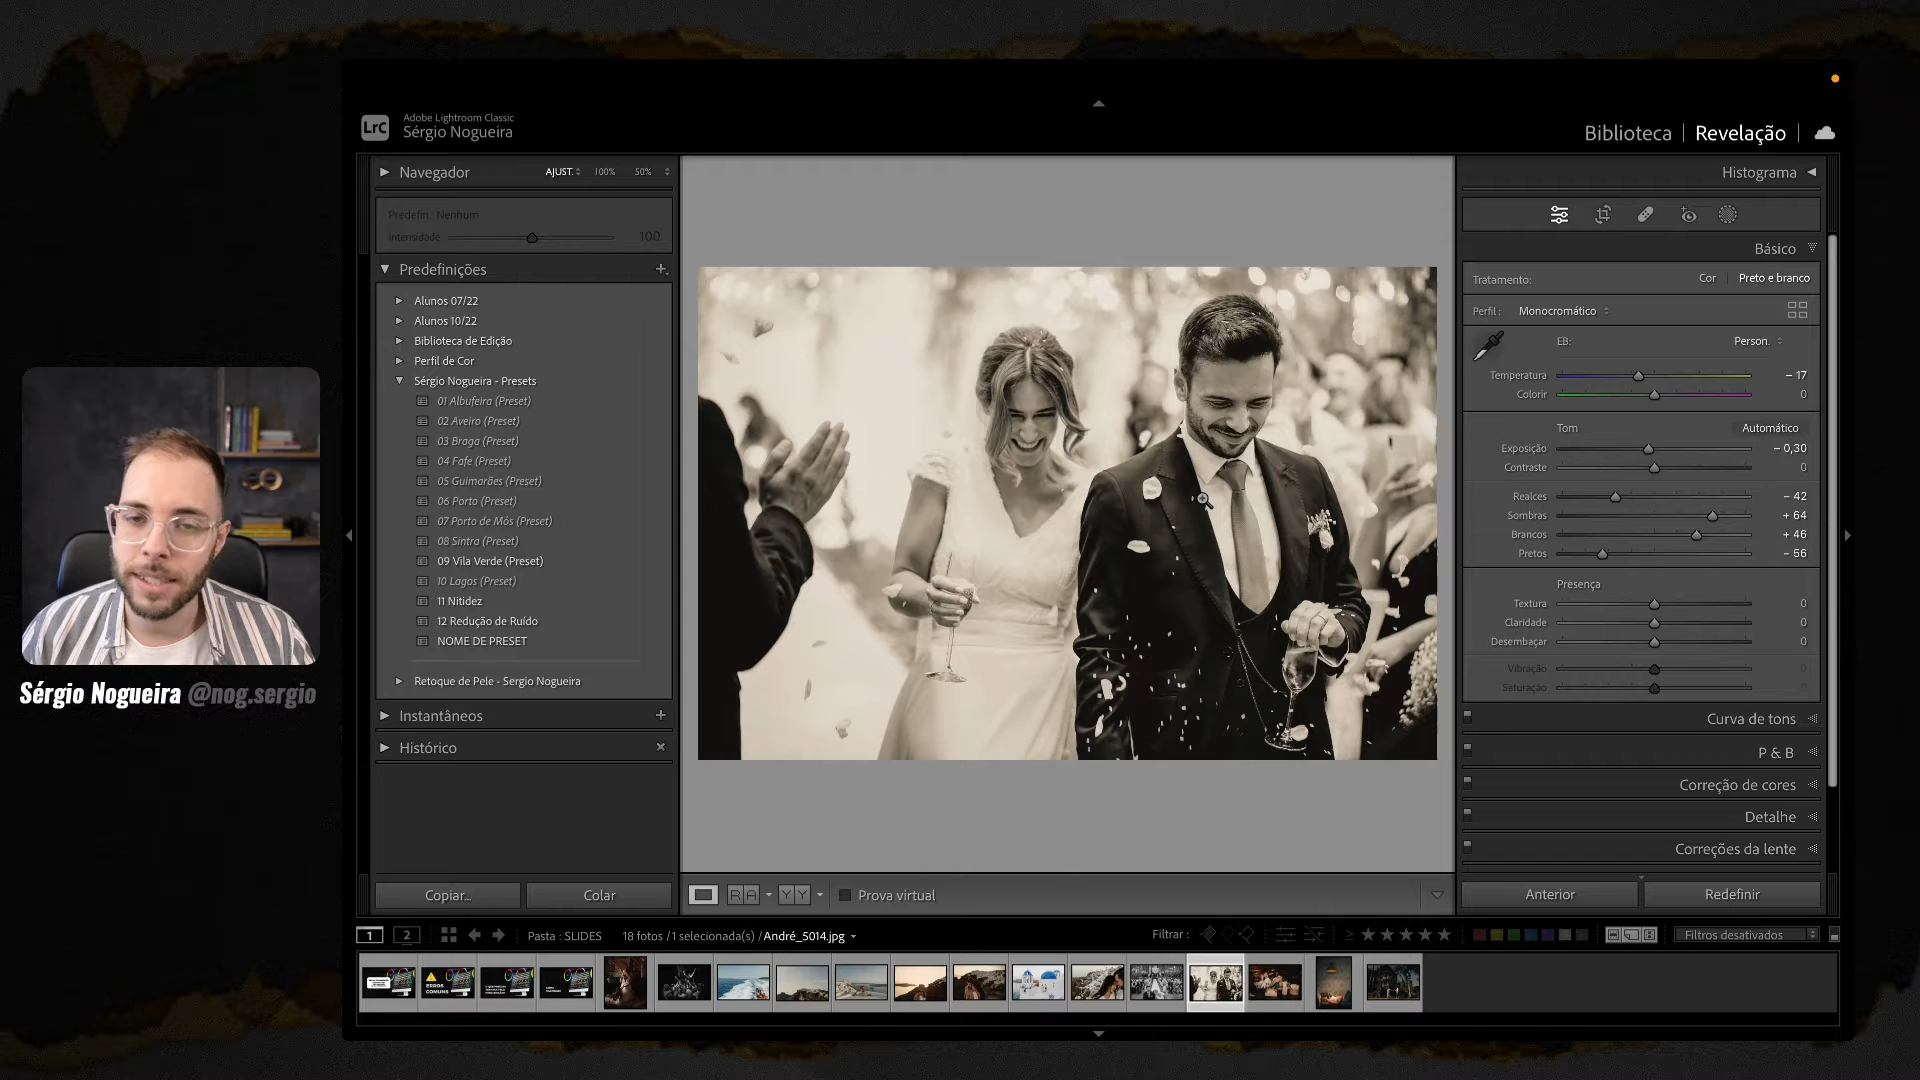 Adobe Lightroom Classic
LrC
Sérgio Nogueira
Biblioteca
Revelação
Navegador
AJUST.
100%
50%
Predefin.: Nenhum
Intensidade
100
Predefinições
Alunos 07/22
Alunos 10/22
Biblioteca de Edição
Perfil de Cor
Sérgio Nogueira - Presets
01 Albufeira (Preset)
02 Aveiro (Preset)
03 Braga (Preset)
04 Fafe (Preset)
05 Guimarães (Preset)
06 Porto (Preset)
07 Porto de Mós (Preset)
08 Sintra (Preset)
09 Vila Verde (Preset)
10 Lagos (Preset)
11 Nitidez
12 Redução de Ruído
NOME DE PRESET
Retoque de Pele - Sergio Nogueira
Instantâneos
Histórico
Copiar...
Colar
Sérgio Nogueira @nog.sergio
Histograma
Básico
Tratamento:
Cor
Preto e branco
Perfil :
Monocromático
EB:
Person.
Temperatura
– 17
Colorir
0
Tom
Automático
Exposição
– 0,30
Contraste
0
Realces
– 42
Sombras
+ 64
Brancos
+ 46
Pretos
– 56
Presença
Textura
0
Claridade
0
Desembaçar
0
Vibração
0
Saturação
0
Curva de tons
P & B
Correção de cores
Detalhe
Correções da lente
Anterior
Redefinir
R A
Y Y
Prova virtual
1
2
Pasta : SLIDES
18 fotos /1 selecionada(s) /André_5014.jpg
Filtrar :
≥
Filtros desativados
ERROS
COMUNS